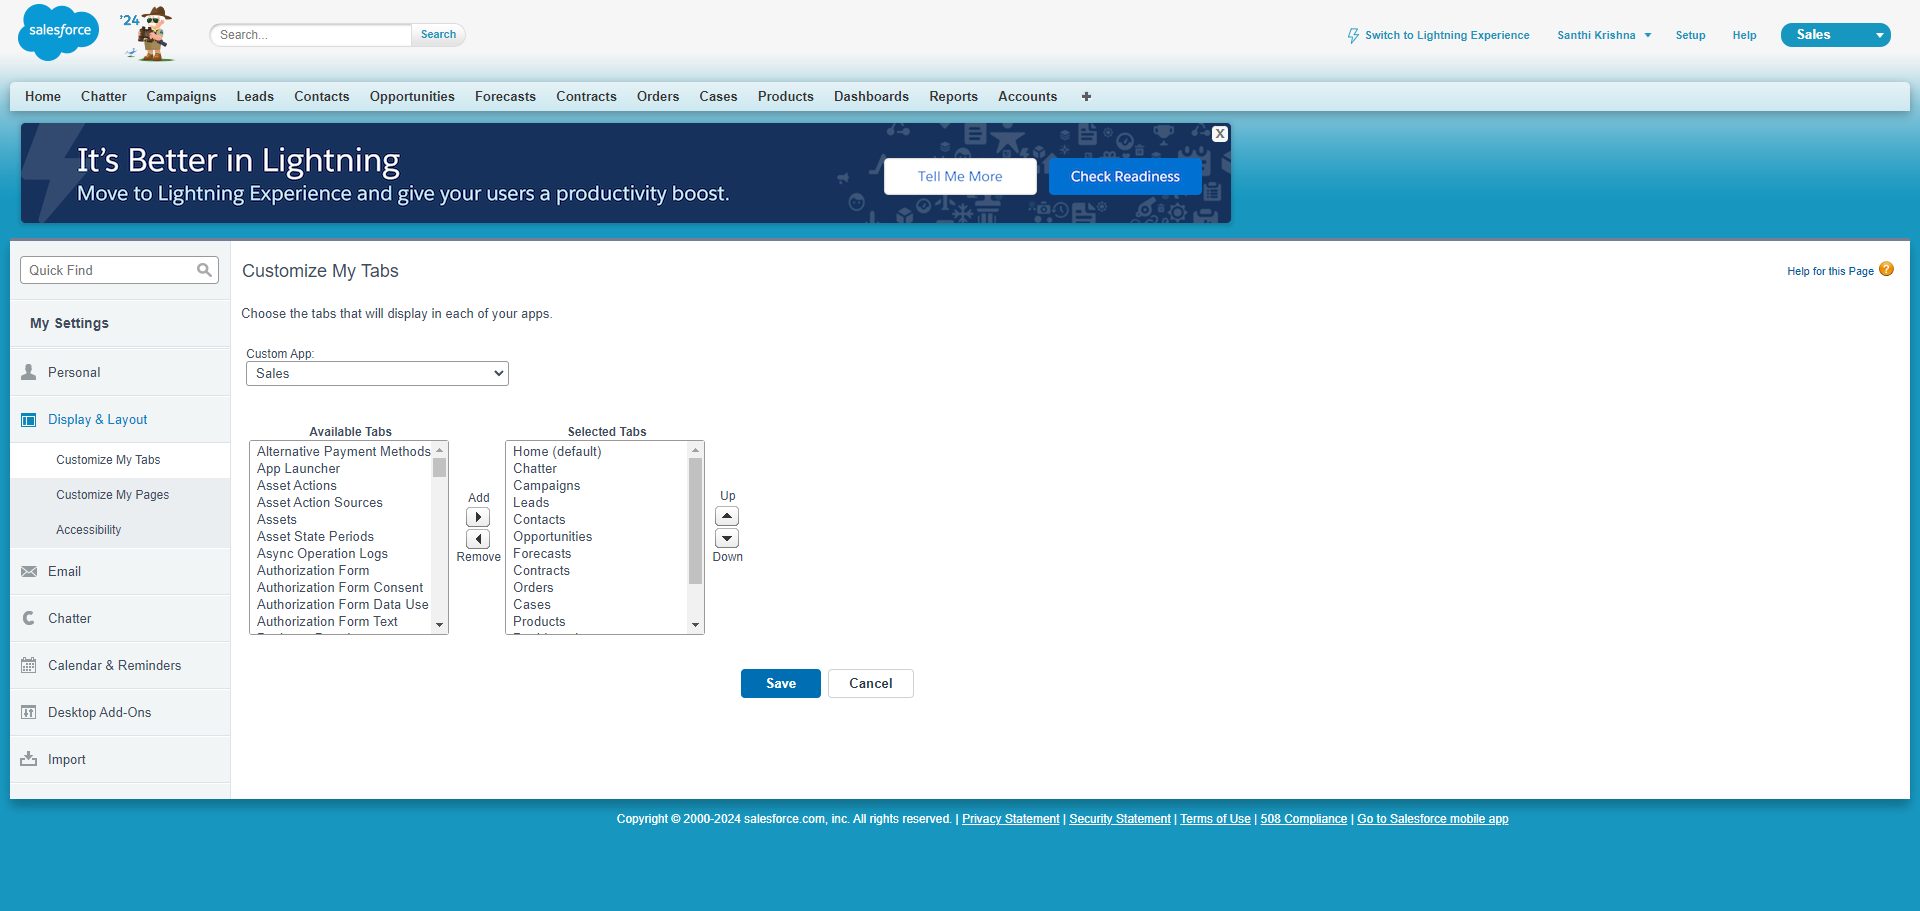 salesforce
'24
Search...
Search
Switch to Lightning Experience
Santhi Krishna
Setup
Help
Sales
Home
Chatter
Campaigns
Leads
Contacts
Opportunities
Forecasts
Contracts
Orders
Cases
Products
Dashboards
Reports
Accounts
It's Better in Lightning
Move to Lightning Experience and give your users a productivity boost.
Tell Me More
Check Readiness
X
Quick Find
My Settings
Personal
Display & Layout
Customize My Tabs
Customize My Pages
Accessibility
Email
Chatter
Calendar & Reminders
Desktop Add-Ons
Import
Customize My Tabs
Help for this Page
?
Choose the tabs that will display in each of your apps.
Custom App:
Sales
Available Tabs
Alternative Payment Methods
App Launcher
Asset Actions
Asset Action Sources
Assets
Asset State Periods
Async Operation Logs
Authorization Form
Authorization Form Consent
Authorization Form Data Use
Authorization Form Text
Add
Remove
Selected Tabs
Home (default)
Chatter
Campaigns
Leads
Contacts
Opportunities
Forecasts
Contracts
Orders
Cases
Products
Up
Down
Save
Cancel
Copyright © 2000-2024 salesforce.com, inc. All rights reserved. | Privacy Statement | Security Statement | Terms of Use | 508 Compliance | Go to Salesforce mobile app